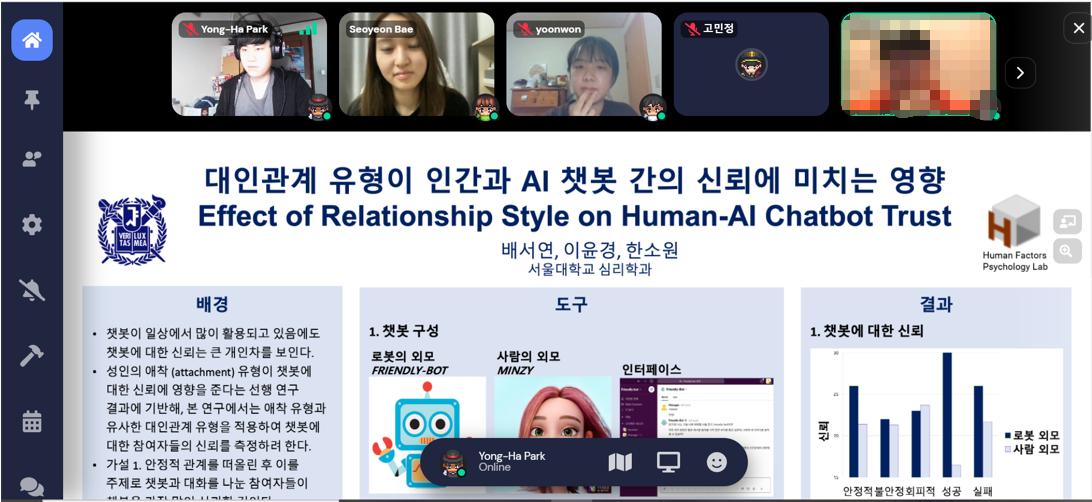 Yong-Ha Park
Seoyeon Bae
yoonwon
고민정
대인관계 유형이 인간과 AI 챗봇 간의 신뢰에 미치는 영향
Effect of Relationship Style on Human-AI Chatbot Trust
배서연, 이윤경, 한소원
서울대학교 심리학과
VERI LUX
TAS MEA
Human Factors
Psychology Lab
배경
• 챗봇이 일상에서 많이 활용되고 있음에도
챗봇에 대한 신뢰는 큰 개인차를 보인다.
• 성인의 애착 (attachment) 유형이 챗봇에
대한 신뢰에 영향을 준다는 선행 연구
결과에 기반해, 본 연구에서는 애착 유형과
유사한 대인관계 유형을 적용하여 챗봇에
대한 참여자들의 신뢰를 측정하려 한다.
• 가설 1. 안정적 관계를 떠올린 후 이를
주제로 챗봇과 대화를 나눈 참여자들이
도구
1. 챗봇 구성
로봇의 외모
FRIENDLY-BOT
사람의 외모
MINZY
인터페이스
결과
1. 챗봇에 대한 신뢰
30
25
20
15
신뢰
안정적 불안정 회피적 성공 실패
로봇 외모
사람 외모
Yong-Ha Park
Online